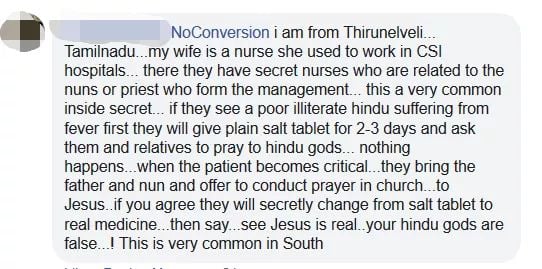 NoConversion i am from Thirunelveli...
Tamilnadu...my wife is a nurse she used to work in CSI
hospitals... there they have secret nurses who are related to the
nuns or priest who form the management... this a very common
inside secret... if they see a poor illiterate hindu suffering from
fever first they will give plain salt tablet for 2-3 days and ask
them and relatives to pray to hindu gods... nothing
happens...when the patient becomes critical...they bring the
father and nun and offer to conduct prayer in church...to
Jesus..if you agree they will secretly change from salt tablet to
real medicine...then say...see Jesus is real..your hindu gods are
false...! This is very common in South